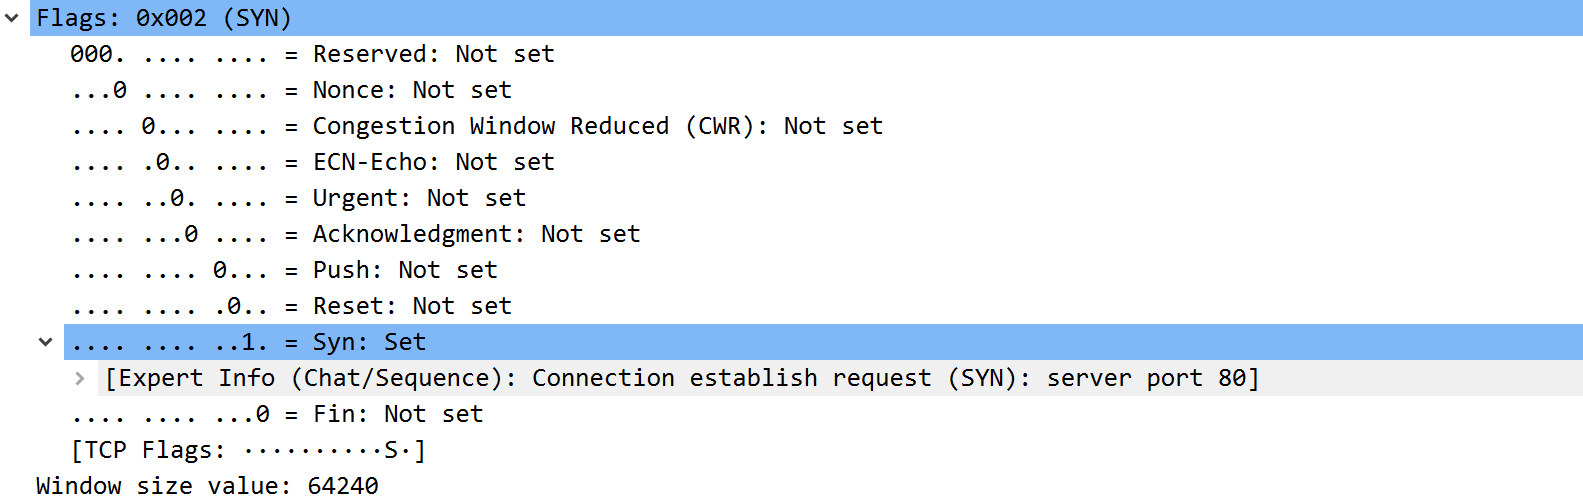 Flags: 0x002 (SYN)
000. .... .... = Reserved: Not set
...0 .... .... = Nonce: Not set
.... 0... .... = Congestion Window Reduced (CWR): Not set
.... .0.. .... = ECN-Echo: Not set
.... ..0. .... = Urgent: Not set
.... ...0 .... = Acknowledgment: Not set
.... .... 0... = Push: Not set
.... .... .0.. = Reset: Not set
.... .... ..1. = Syn: Set
[Expert Info (Chat/Sequence): Connection establish request (SYN): server port 80]
.... .... ...0 = Fin: Not set
[TCP Flags: ··········S·]
Window size value: 64240